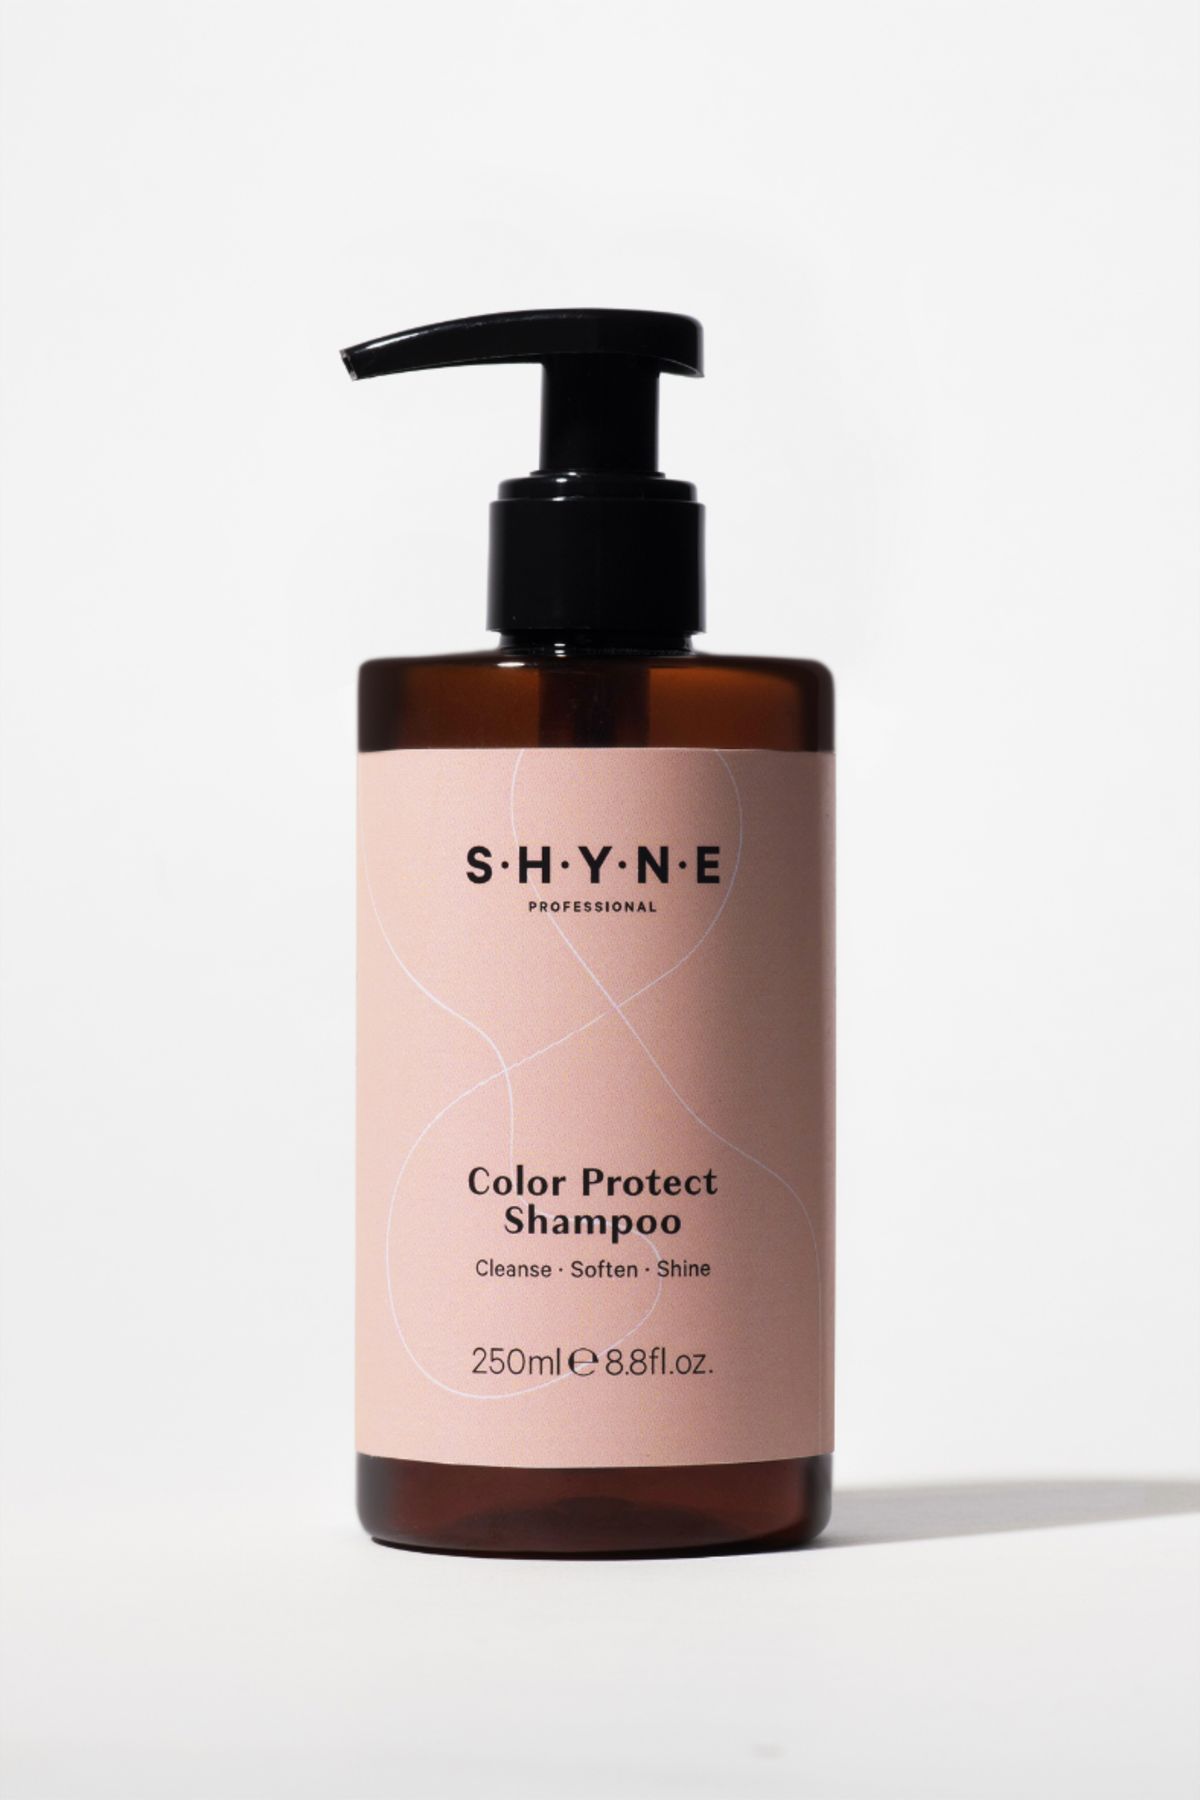 S·H·Y·N·E
PROFESSIONAL
Color Protect
Shampoo
Cleanse · Soften · Shine
250ml ℮ 8.8fl.oz.